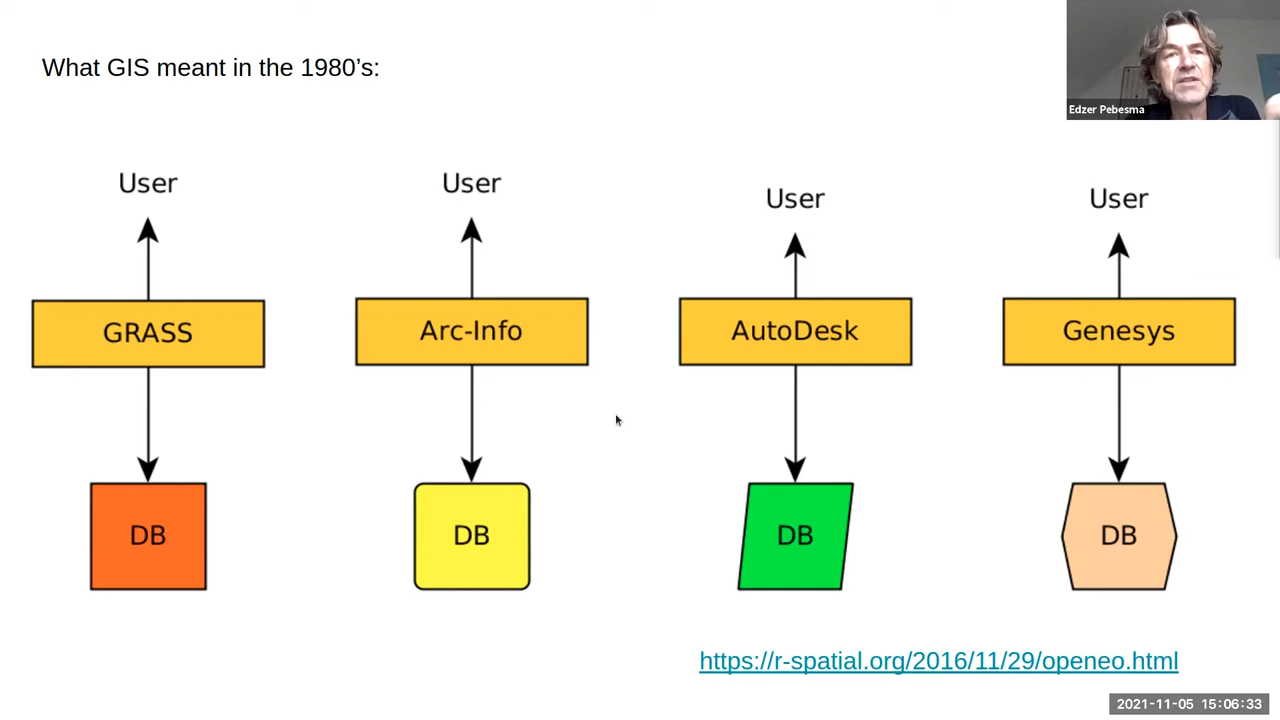 What GIS meant in the 1980's:
Edzer Pebesma
User
User
User
User
GRASS
Arc-Info
AutoDesk
Genesys
DB
DB
DB
DB
https://r-spatial.org/2016/11/29/openeo.html
2021-11-05 15:06:33